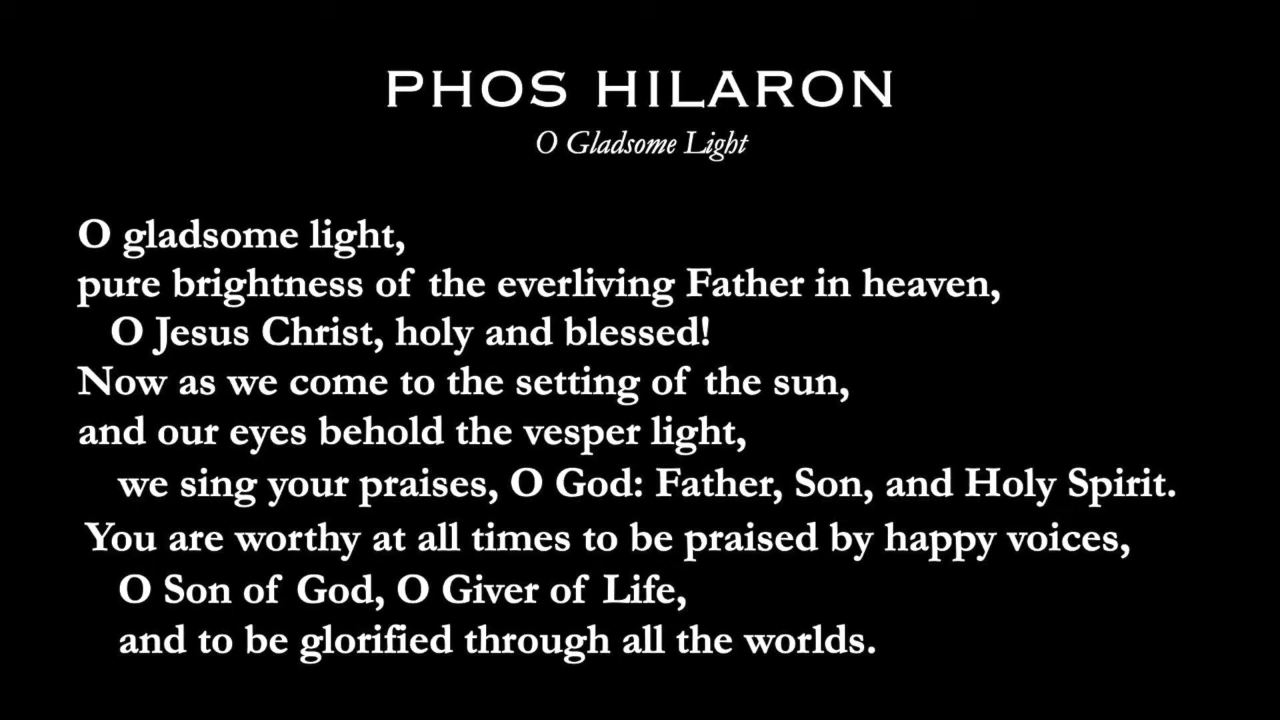 PHOS HILARON
O Gladsome Light
O gladsome light,
pure brightness of the everliving Father in heaven,
O Jesus Christ, holy and blessed!
Now as we come to the setting of the sun,
and our eyes behold the vesper light,
we sing your praises, O God: Father, Son, and Holy Spirit.
You are worthy at all times to be praised by happy voices,
O Son of God, O Giver of Life,
and to be glorified through all the worlds.